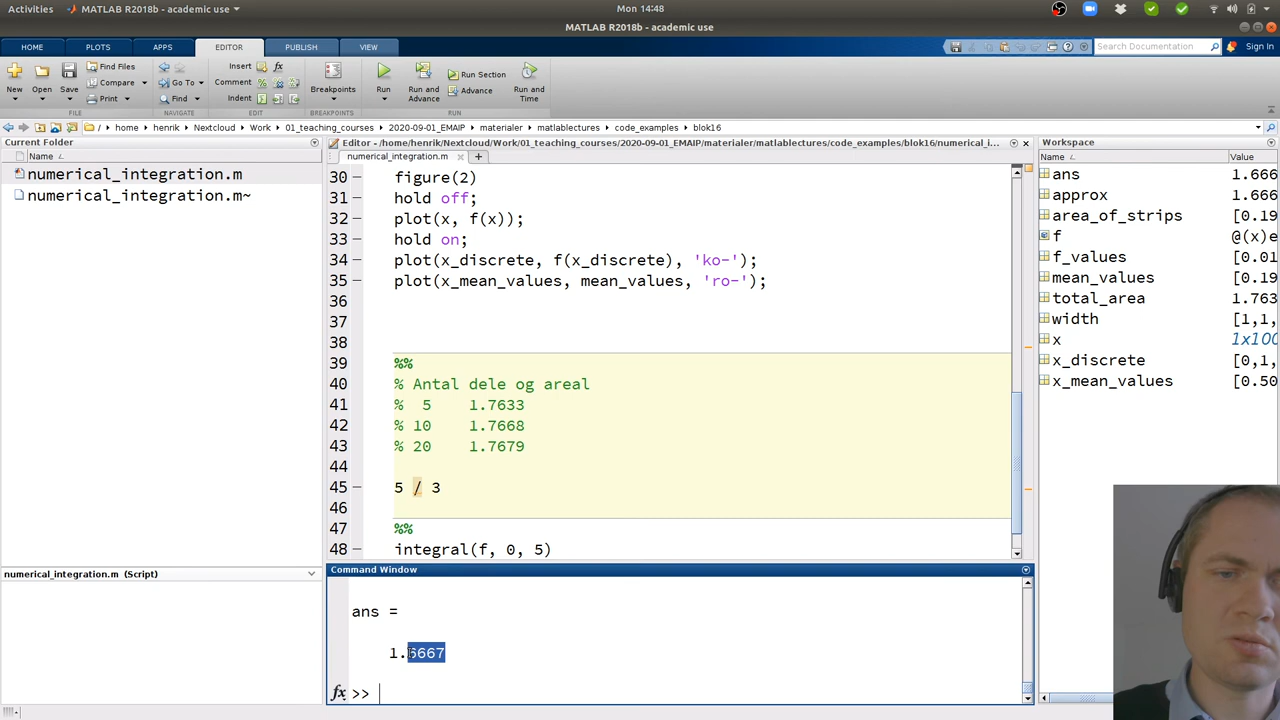 Activities MATLAB R2018b - academic use Mon 14:48
MATLAB R2018b - academic use
HOME PLOTS APPS EDITOR PUBLISH VIEW Search Documentation Sign In
New Open Save Find Files Compare Print Go To Find Insert fx Comment Indent Breakpoints Run Run and Advance Run Section Advance Run and Time
FILE NAVIGATE EDIT BREAKPOINTS RUN
/ home henrik Nextcloud Work 01_teaching_courses 2020-09-01_EMAIP materialer matlablectures code_examples blok16
Current Folder
Name
numerical_integration.m
numerical_integration.m~
numerical_integration.m (Script)
Editor - /home/henrik/Nextcloud/Work/01_teaching_courses/2020-09-01_EMAIP/materialer/matlablectures/code_examples/blok16/numerical_i...
numerical_integration.m +
30 – figure(2)
31 – hold off;
32 – plot(x, f(x));
33 – hold on;
34 – plot(x_discrete, f(x_discrete), 'ko-');
35 – plot(x_mean_values, mean_values, 'ro-');
36
37
38
39 %%
40 % Antal dele og areal
41 % 5 1.7633
42 % 10 1.7668
43 % 20 1.7679
44
45 – 5 / 3
46
47 %%
48 – integral(f, 0, 5)
Command Window
ans =
1.6667
fx >>
Workspace
Name Value
ans 1.666
approx 1.666
area_of_strips [0.19
f @(x)e
f_values [0.01
mean_values [0.19
total_area 1.763
width [1,1,
x 1x100
x_discrete [0,1,
x_mean_values [0.50